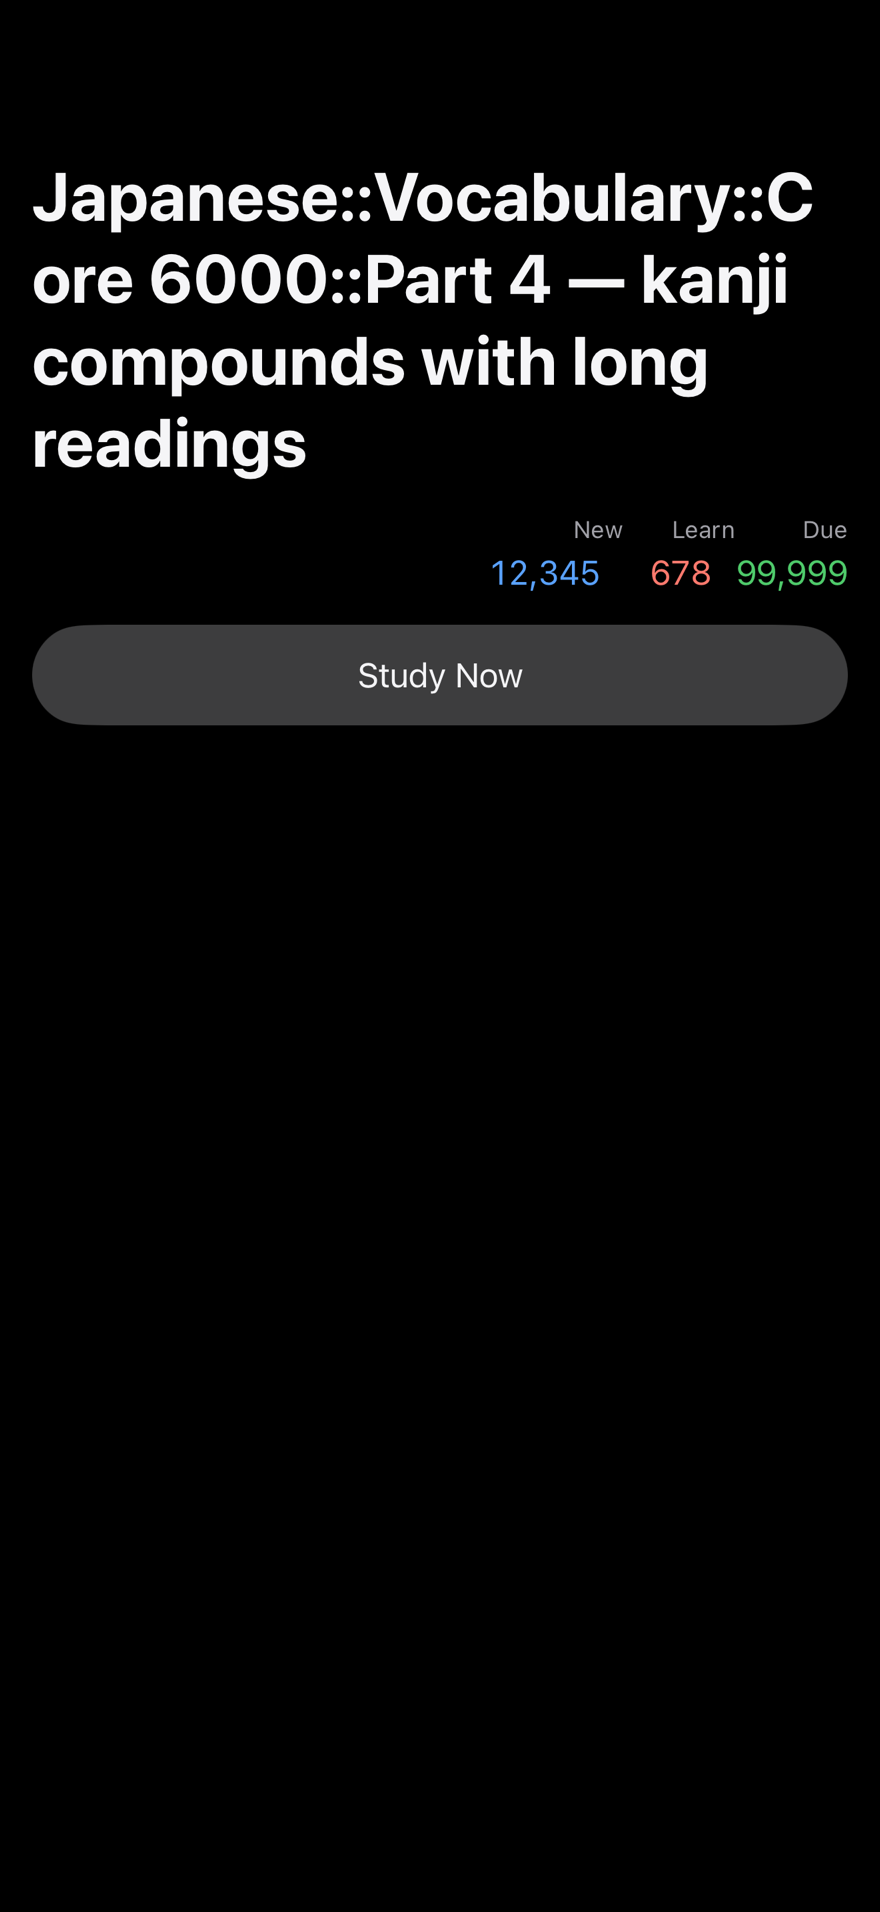 Japanese::Vocabulary::C
ore 6000::Part 4 — kanji
compounds with long
readings
New Learn Due
12,345 678 99,999
Study Now